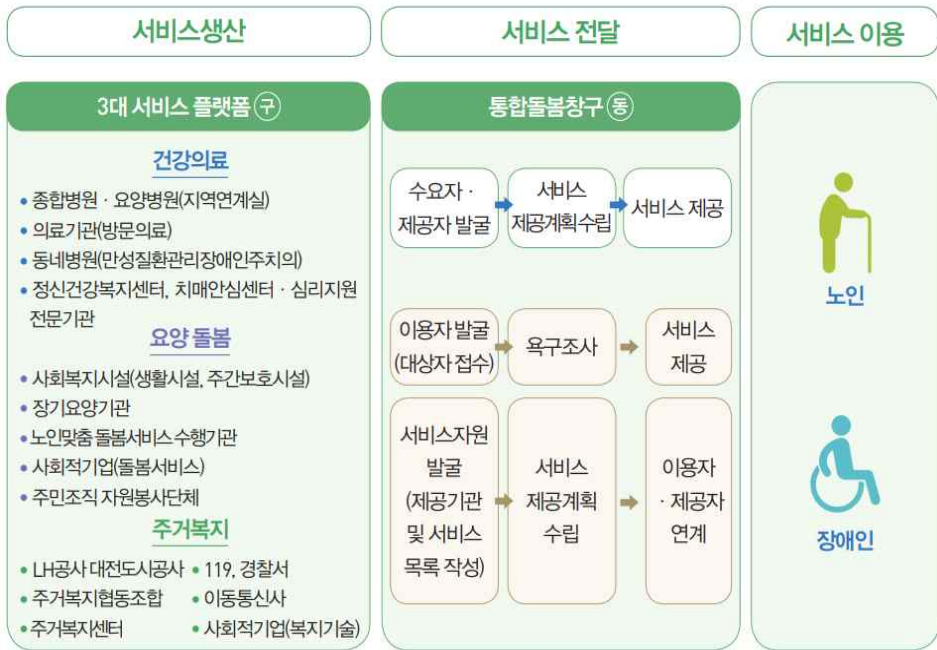 서비스생산
3대 서비스 플랫폼 구
건강의료
• 종합병원 · 요양병원(지역연계실)
• 의료기관(방문의료)
• 동네병원(만성질환관리장애인주치의)
• 정신건강복지센터, 치매안심센터 · 심리지원
전문기관
요양 돌봄
• 사회복지시설(생활시설, 주간보호시설)
• 장기요양기관
• 노인맞춤 돌봄서비스 수행기관
• 사회적기업(돌봄서비스)
• 주민조직 자원봉사단체
주거복지
• LH공사 대전도시공사
• 주거복지협동조합
• 주거복지센터
• 119, 경찰서
• 이동통신사
• 사회적기업(복지기술)
서비스 전달
통합돌봄창구 동
수요자 ·
제공자 발굴
서비스
제공계획 수립
서비스 제공
이용자 발굴
(대상자 접수)
욕구조사
서비스
제공
서비스자원
발굴
(제공기관
및 서비스
목록 작성)
서비스
제공계획
수립
이용자
· 제공자
연계
서비스 이용
노인
장애인